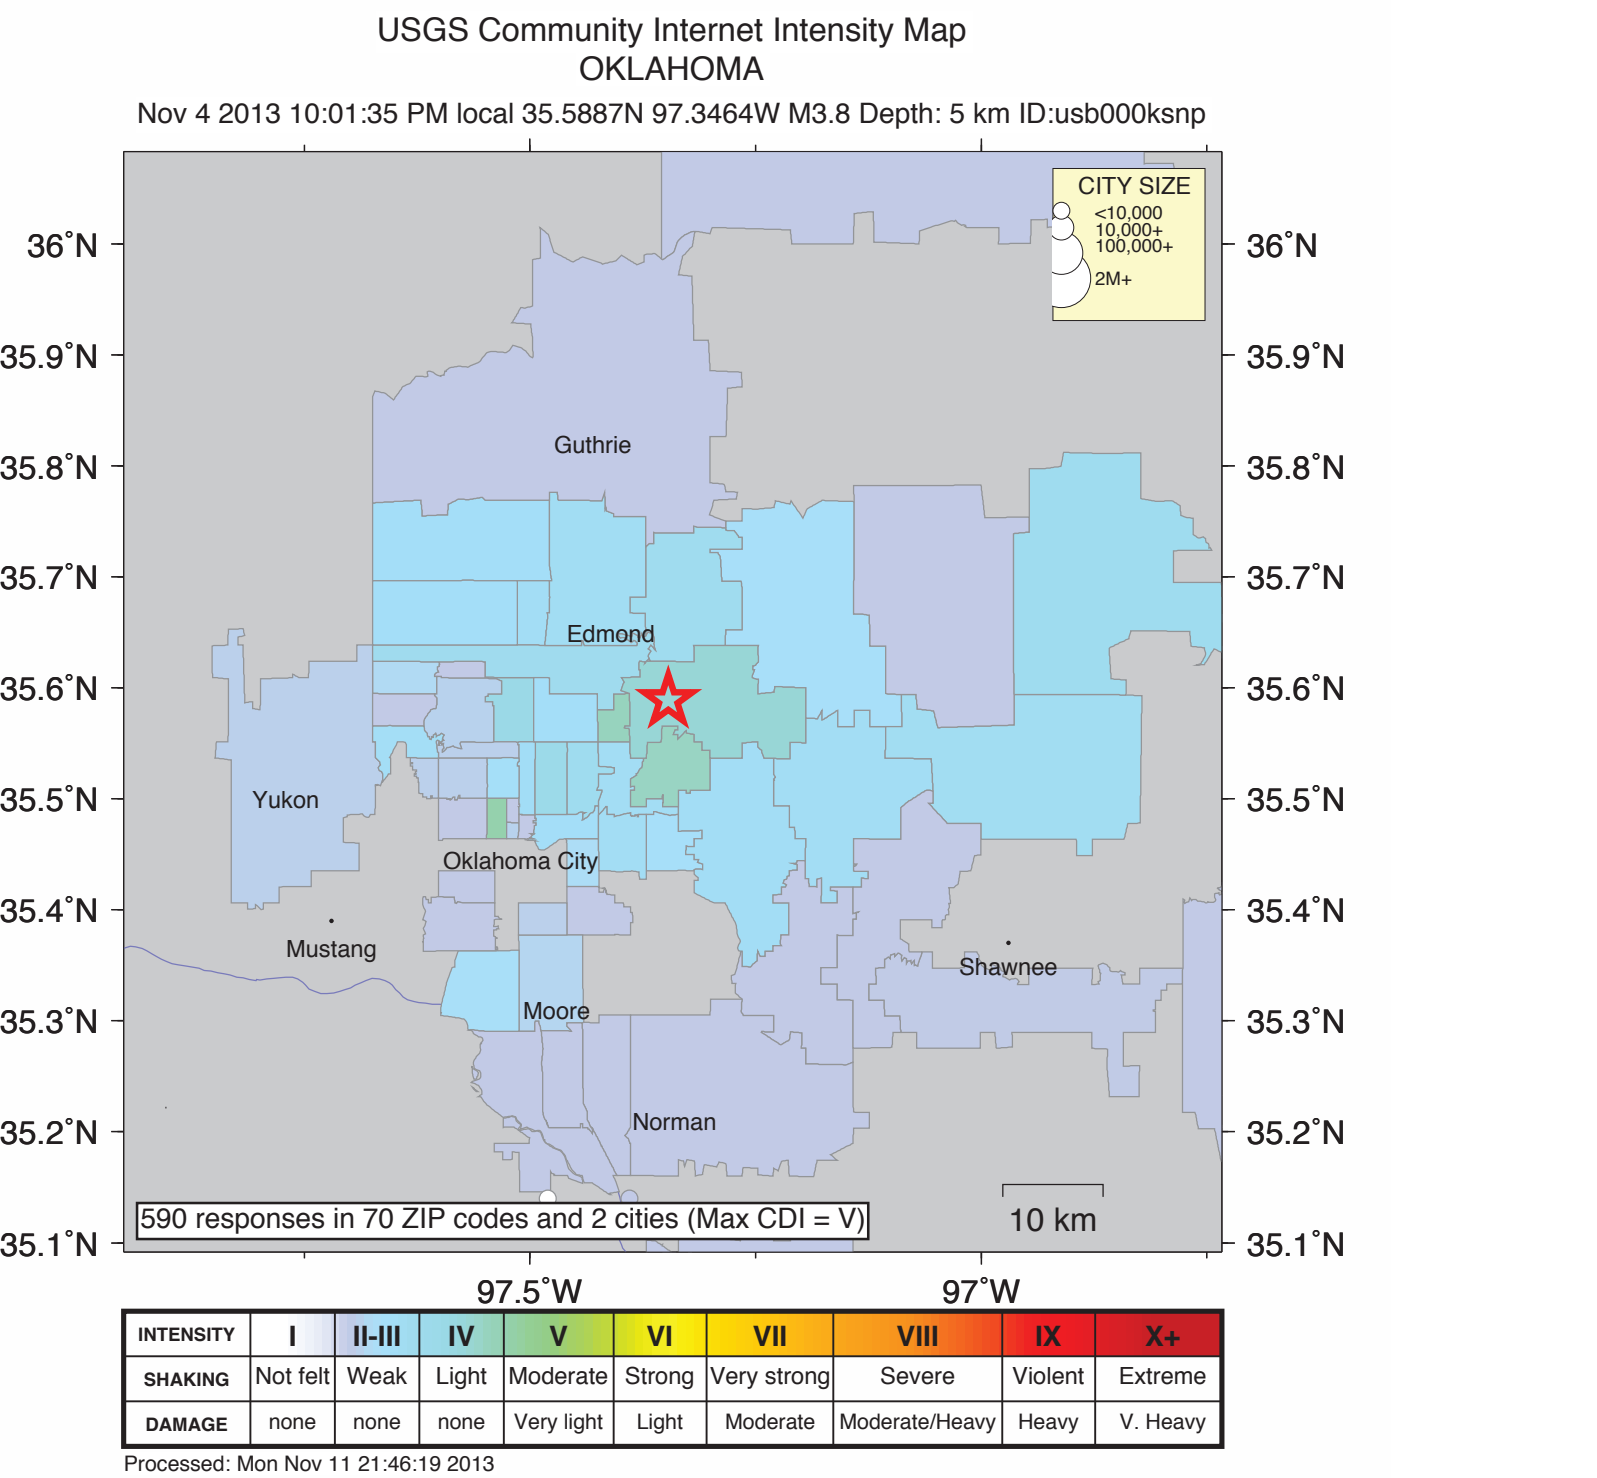 USGS Community Internet Intensity Map
OKLAHOMA
Nov 4 2013 10:01:35 PM local 35.5887N 97.3464W M3.8 Depth: 5 km ID:usb000ksnp
CITY SIZE
<10,000
10,000+
100,000+
2M+
36˚N 36˚N
35.9˚N 35.9˚N
Guthrie
35.8˚N 35.8˚N
35.7˚N 35.7˚N
Edmond
35.6˚N 35.6˚N
Yukon
35.5˚N 35.5˚N
Oklahoma City
35.4˚N 35.4˚N
Mustang
Shawnee
Moore
35.3˚N 35.3˚N
Norman
35.2˚N 35.2˚N
590 responses in 70 ZIP codes and 2 cities (Max CDI = V)
10 km
35.1˚N 35.1˚N
97.5˚W 97˚W
INTENSITY I II-III IV V VI VII VIII IX X+
SHAKING Not felt Weak Light Moderate Strong Very strong Severe Violent Extreme
DAMAGE none none none Very light Light Moderate Moderate/Heavy Heavy V. Heavy
Processed: Mon Nov 11 21:46:19 2013